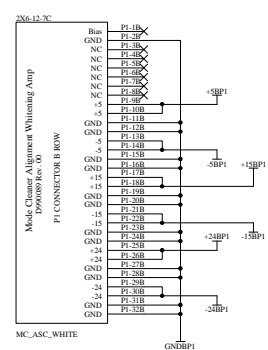 2X6-12-7C
Mode Cleaner Alignment Whitening Amp
D990089 Rev. 00
P1 CONNECTOR B ROW
Bias P1-1B
GND P1-2B
NC P1-3B
NC P1-4B
NC P1-5B
NC P1-6B
NC P1-7B
NC P1-8B
+5 P1-9B
+5 P1-10B
GND P1-11B
GND P1-12B
-5 P1-13B
-5 P1-14B
GND P1-15B
GND P1-16B
+15 P1-17B
+15 P1-18B
GND P1-19B
GND P1-20B
-15 P1-21B
-15 P1-22B
GND P1-23B
GND P1-24B
+24 P1-25B
+24 P1-26B
GND P1-27B
GND P1-28B
-24 P1-29B
-24 P1-30B
GND P1-31B
GND P1-32B
+5BP1
-5BP1
+15BP1
-15BP1
+24BP1
-24BP1
MC_ASC_WHITE
GNDBP1